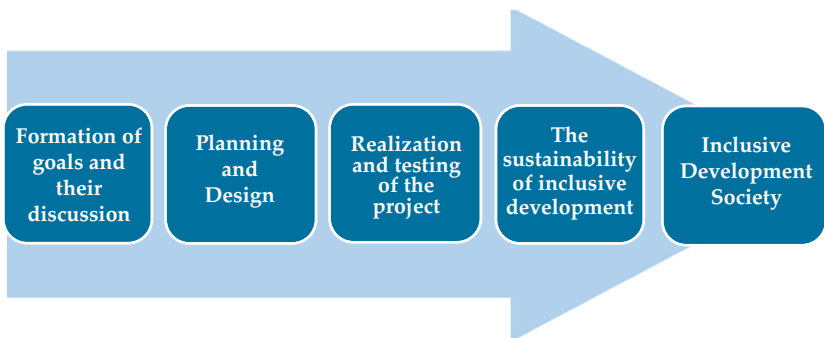 Formation of
goals and
their
discussion
Planning
and
Design
Realization
and testing
of the
project
The
sustainability
of inclusive
development
Inclusive
Development
Society